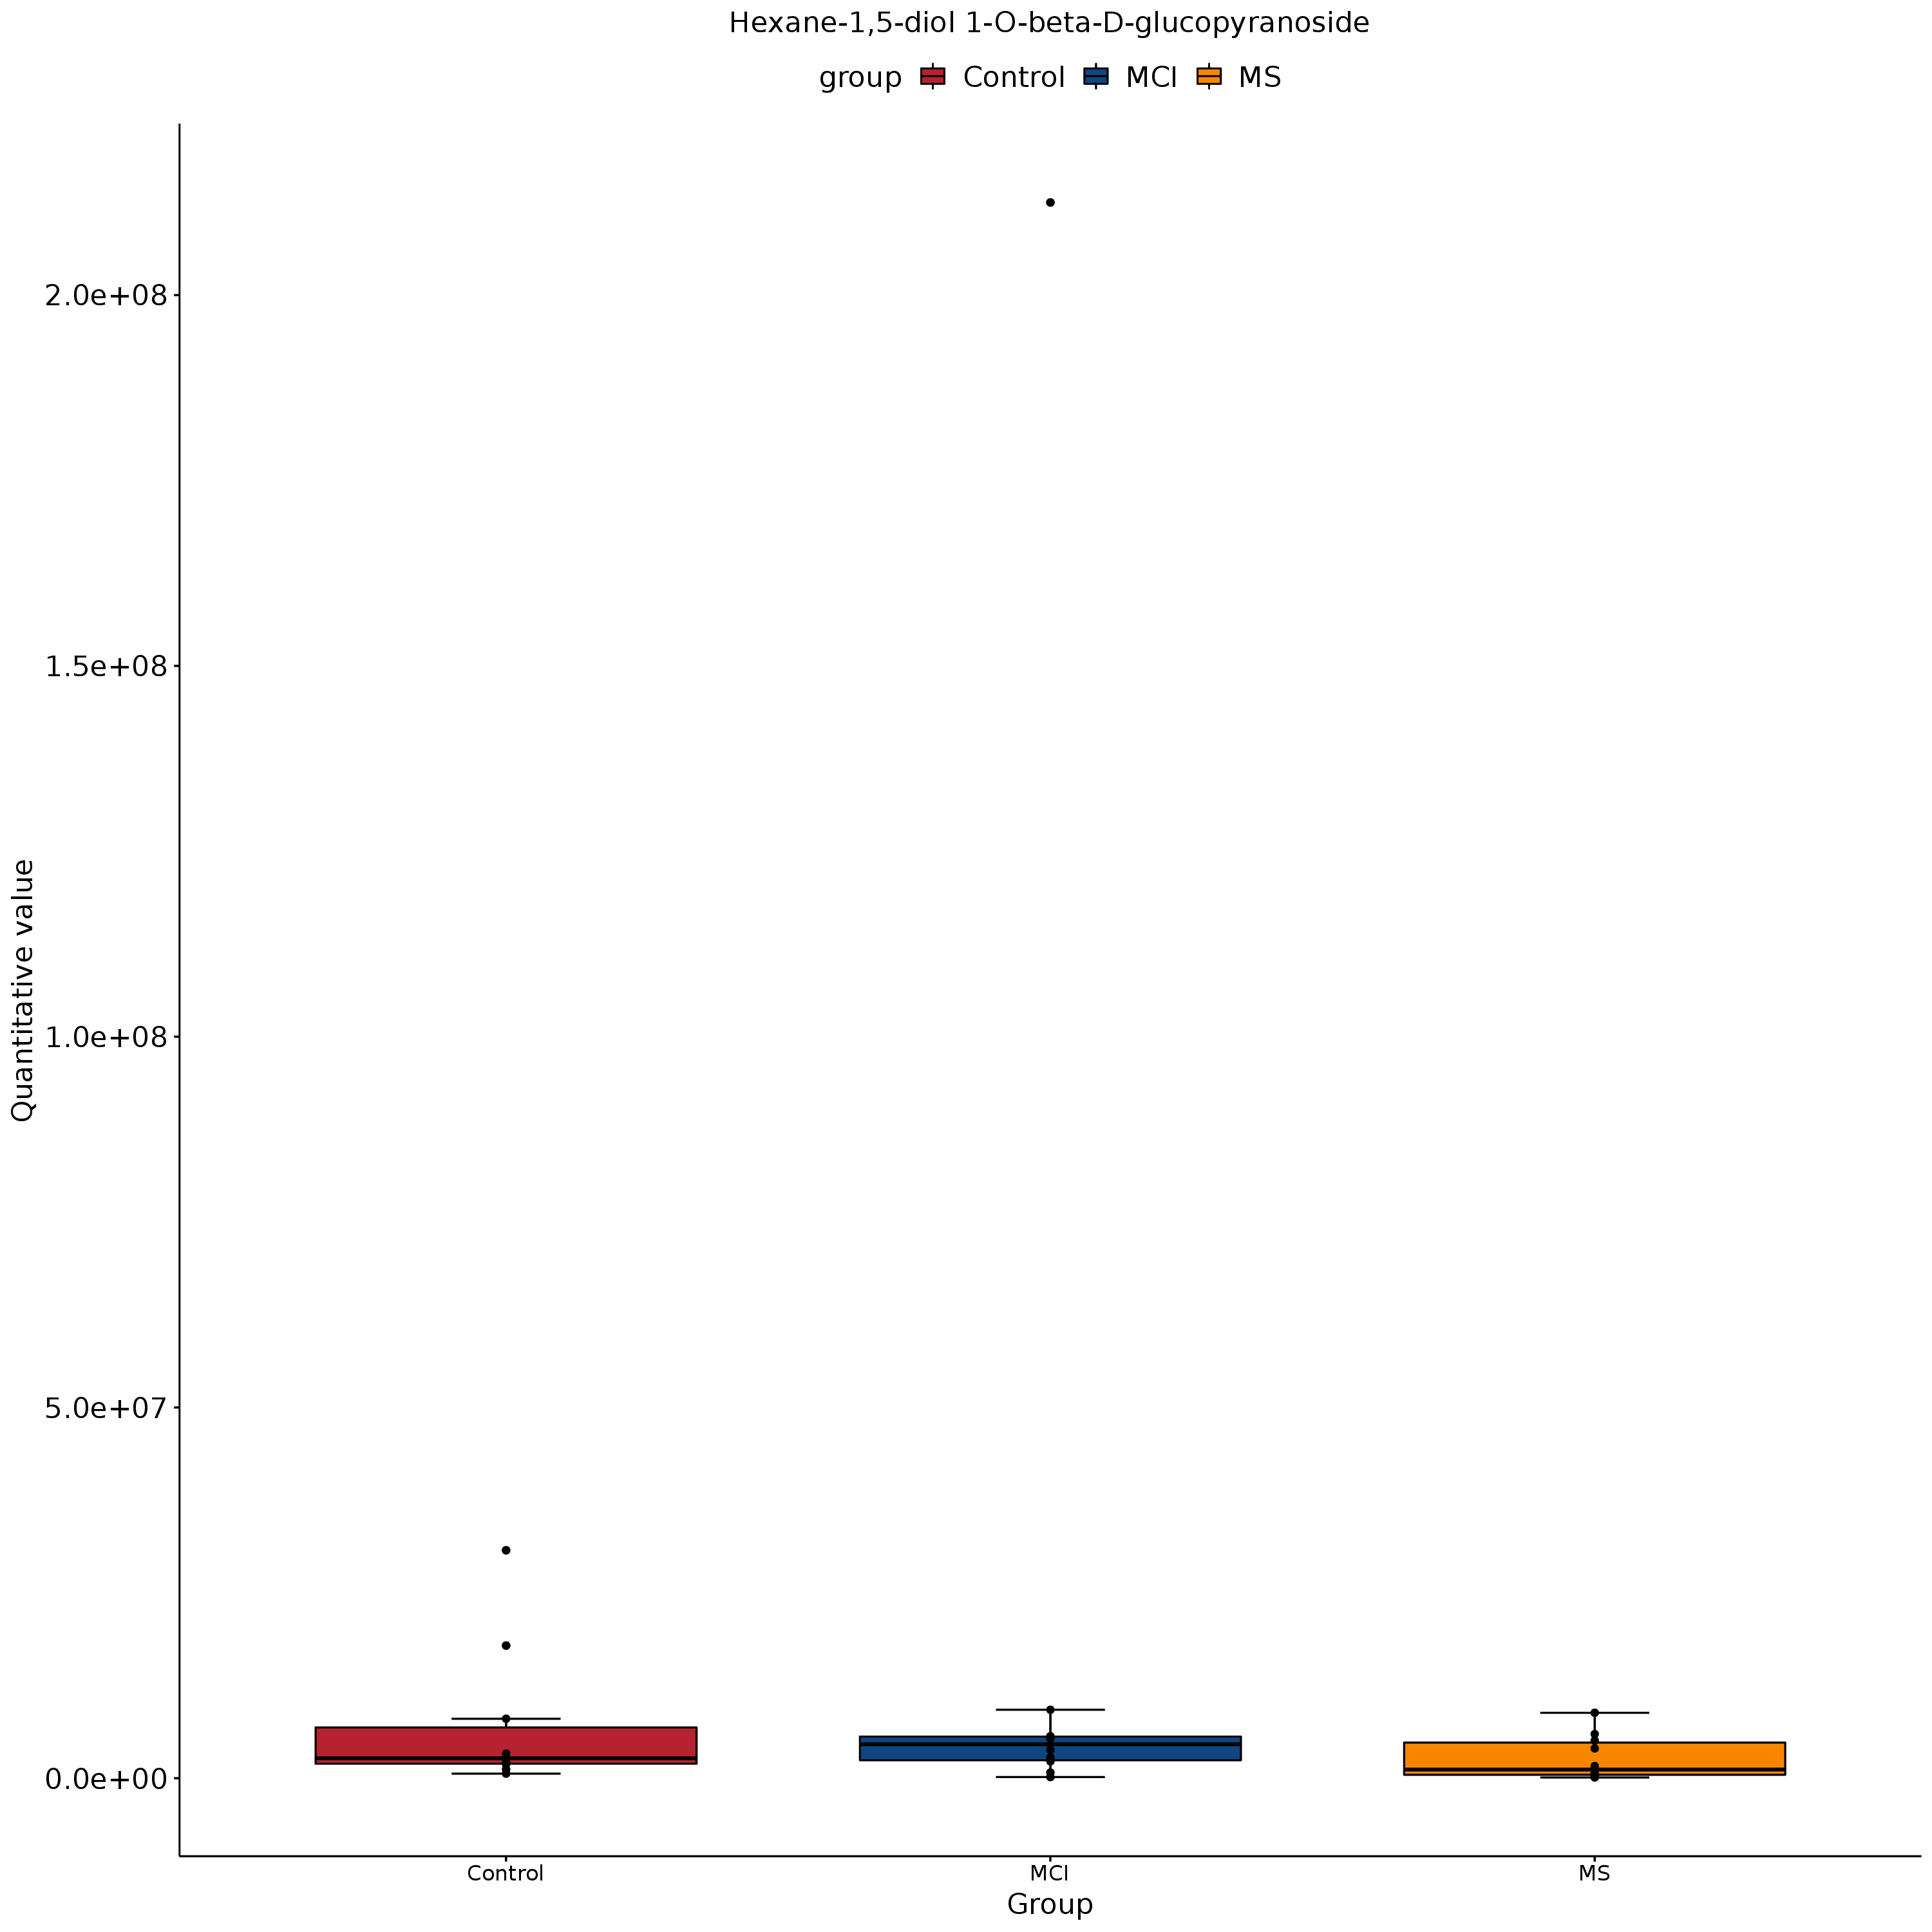 Hexane-1,5-diol 1-O-beta-D-glucopyranoside
group Control MCI MS
Quantitative value
2.0e+08
1.5e+08
1.0e+08
5.0e+07
0.0e+00
Control MCI MS
Group